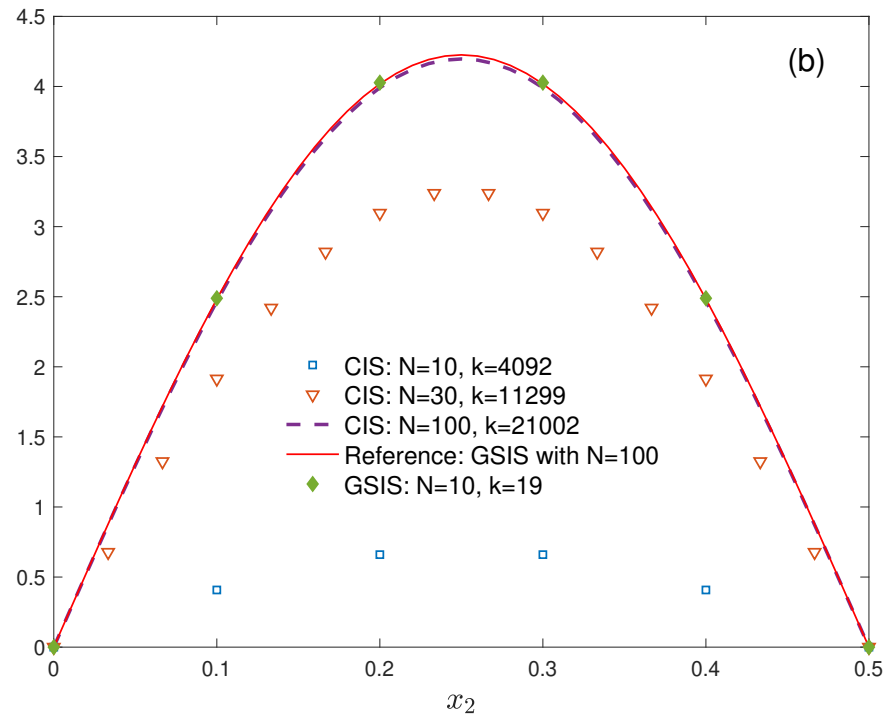 4.5
(b)
4
3.5
3
2.5
2
1.5
1
0.5
0
CIS: N=10, k=4092
CIS: N=30, k=11299
CIS: N=100, k=21002
Reference: GSIS with N=100
GSIS: N=10, k=19
0 0.1 0.2 0.3 0.4 0.5
x₂